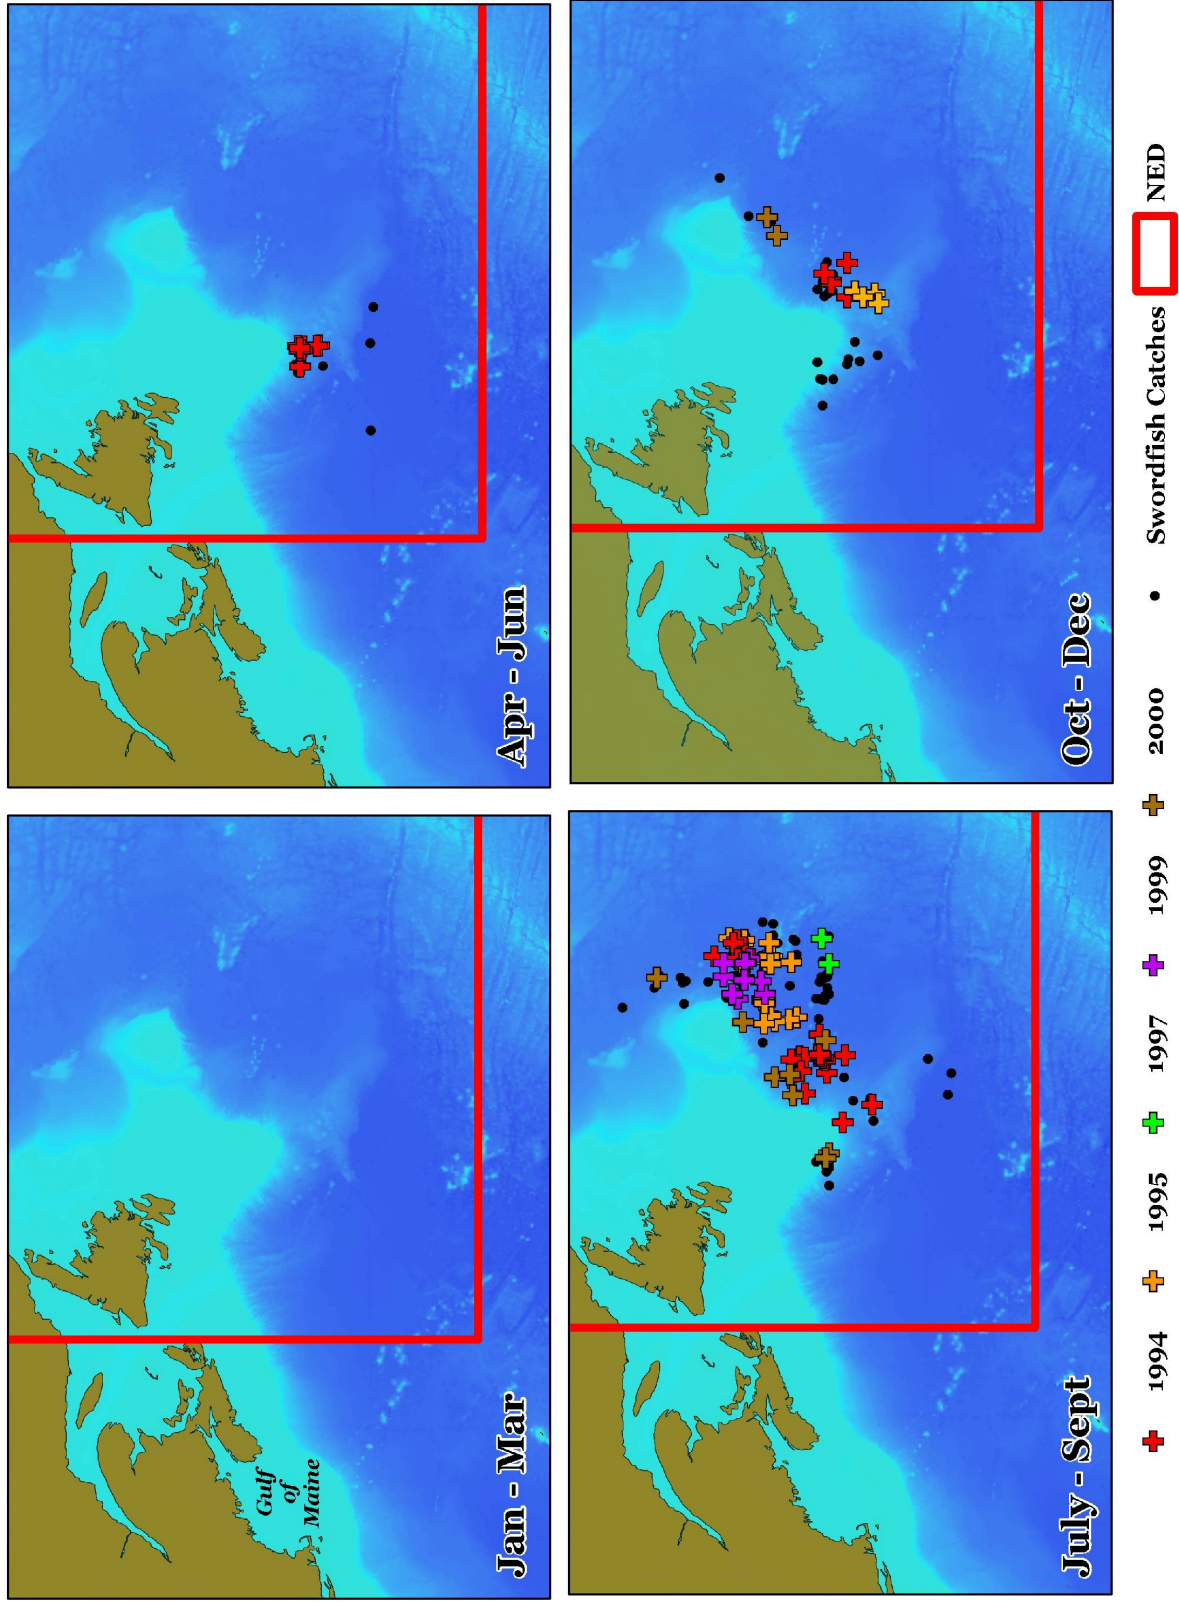 Gulf
of
Maine
Jan - Mar
Apr - Jun
July - Sept
Oct - Dec
1994 1995 1997 1999 2000 Swordfish Catches NED